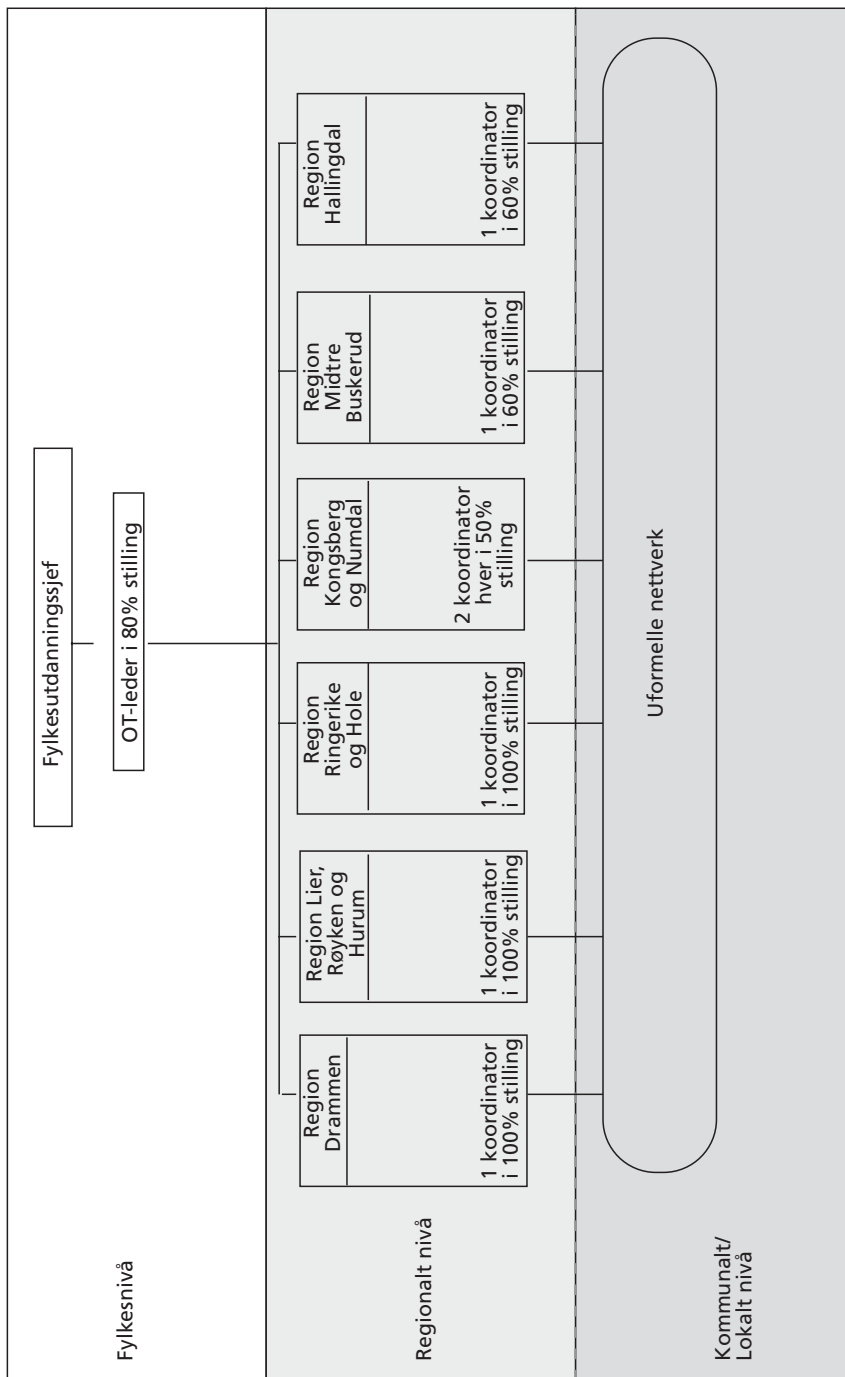 Fylkesnivå
Fylkesutdanningssjef
OT-leder i 80% stilling
Regionalt nivå
Region
Drammen
1 koordinator
i 100% stilling
Region Lier,
Røyken og
Hurum
1 koordinator
i 100% stilling
Region
Ringerike
og Hole
1 koordinator
i 100% stilling
Region
Kongsberg
og Numdal
2 koordinator
hver i 50%
stilling
Region
Midtre
Buskerud
1 koordinator
i 60% stilling
Region
Hallingdal
1 koordinator
i 60% stilling
Kommunalt/
Lokalt nivå
Uformelle nettverk